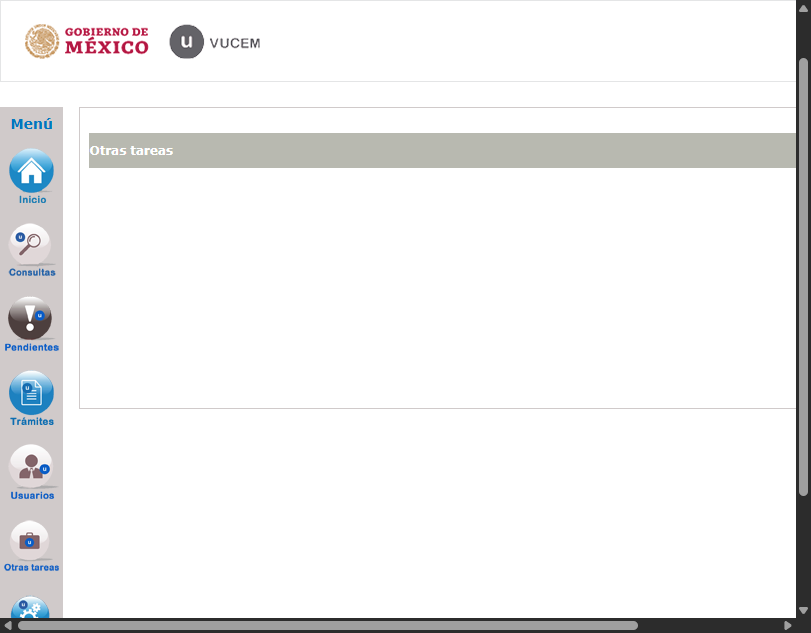 GOBIERNO DE
MÉXICO
u VUCEM
Menú
Otras tareas
Inicio
Consultas
Pendientes
Trámites
Usuarios
Otras tareas